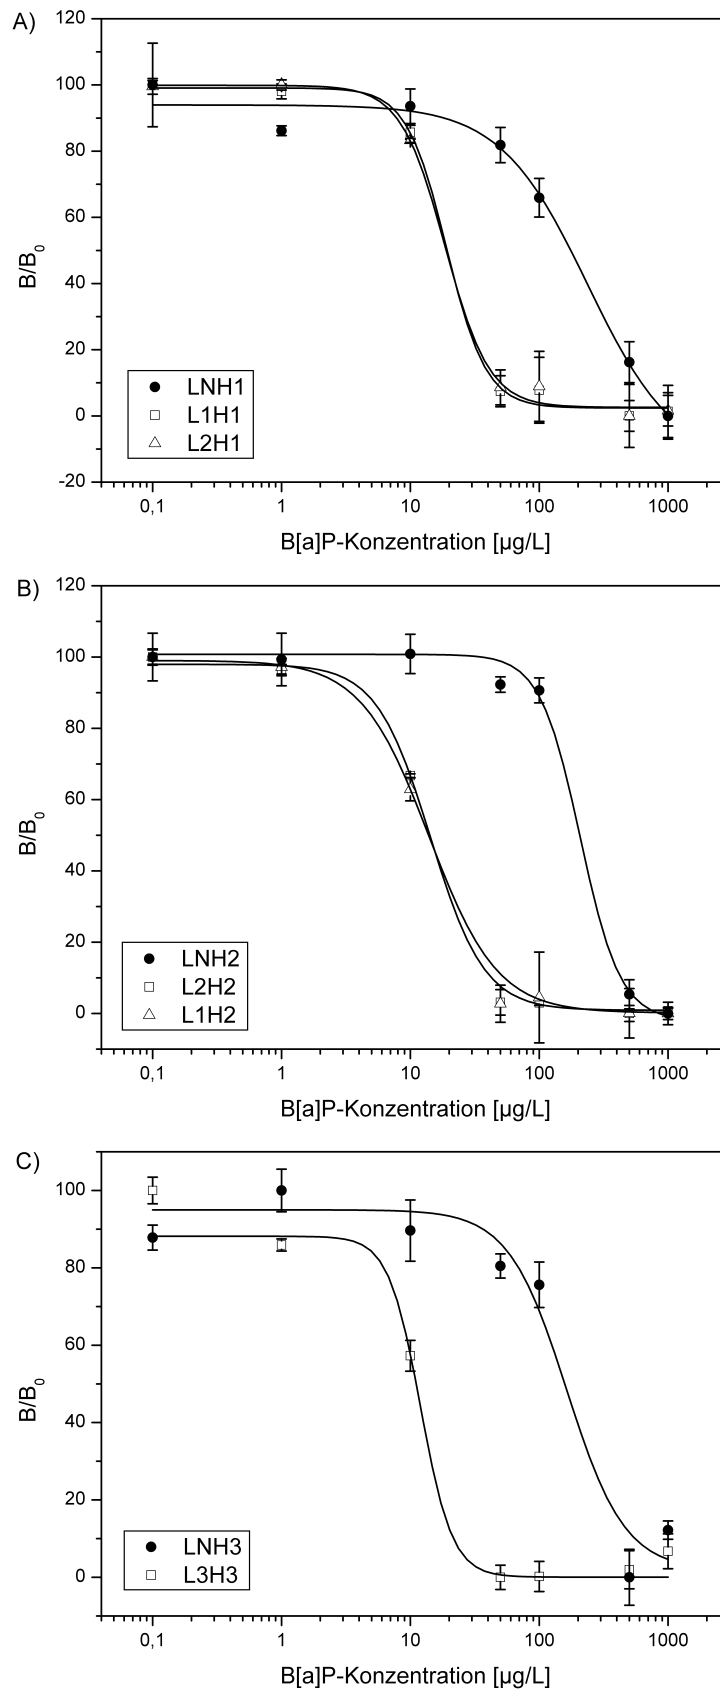 A)
120
100
80
60
40
20
0
-20
B/B0
LNH1
L1H1
L2H1
0,1 1 10 100 1000
B[a]P-Konzentration [µg/L]
B)
120
100
80
60
40
20
0
B/B0
LNH2
L2H2
L1H2
0,1 1 10 100 1000
B[a]P-Konzentration [µg/L]
C)
100
80
60
40
20
0
B/B0
LNH3
L3H3
0,1 1 10 100 1000
B[a]P-Konzentration [µg/L]